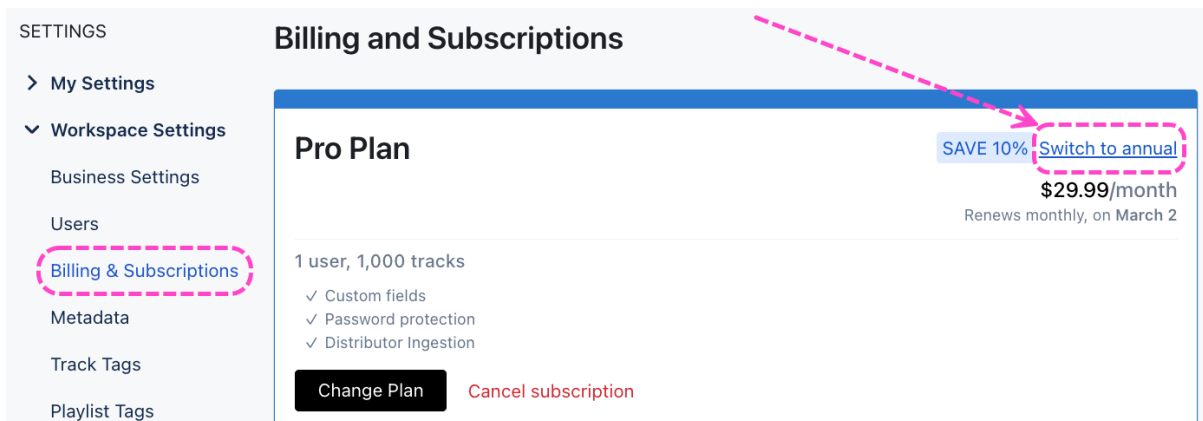 SETTINGS
My Settings
Workspace Settings
Business Settings
Users
Billing & Subscriptions
Metadata
Track Tags
Playlist Tags
Billing and Subscriptions
Pro Plan
SAVE 10% Switch to annual
$29.99/month
Renews monthly, on March 2
1 user, 1,000 tracks
✓ Custom fields
✓ Password protection
✓ Distributor Ingestion
Change Plan Cancel subscription